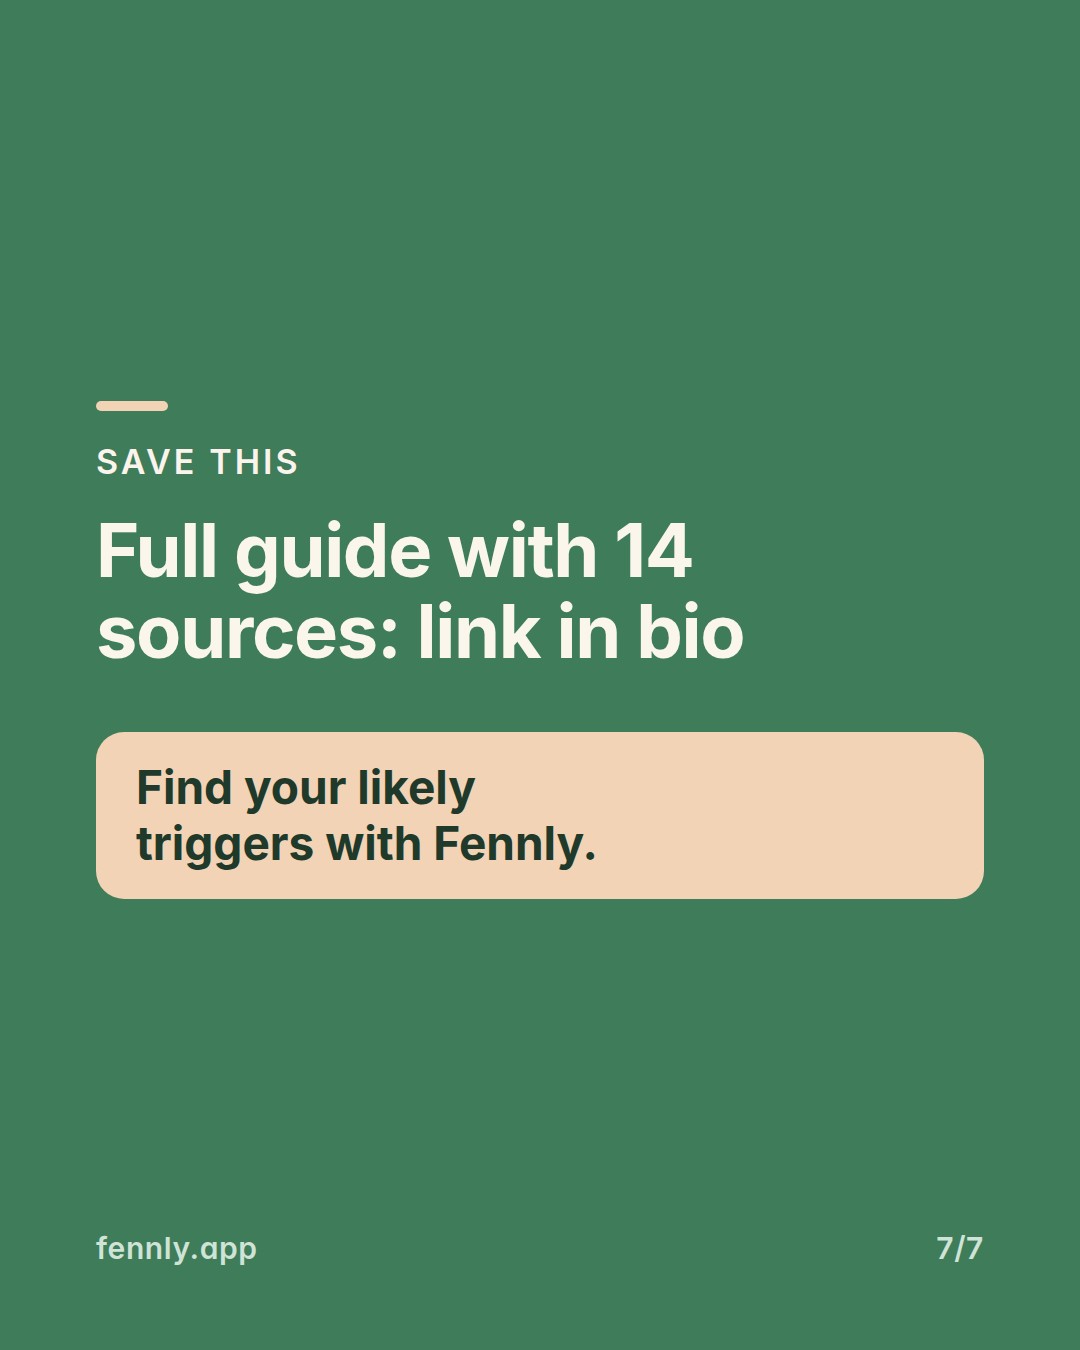 SAVE THIS
Full guide with 14
sources: link in bio
Find your likely
triggers with Fennly.
fennly.app
7/7